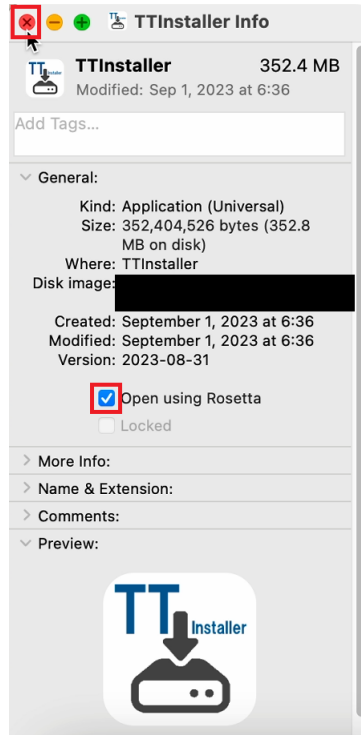 TTInstaller Info
TTInstaller 352.4 MB
Modified: Sep 1, 2023 at 6:36
Add Tags...
General:
Kind: Application (Universal)
Size: 352,404,526 bytes (352.8
MB on disk)
Where: TTInstaller
Disk image:
Created: September 1, 2023 at 6:36
Modified: September 1, 2023 at 6:36
Version: 2023-08-31
Open using Rosetta
Locked
More Info:
Name & Extension:
Comments:
Preview:
TT Installer